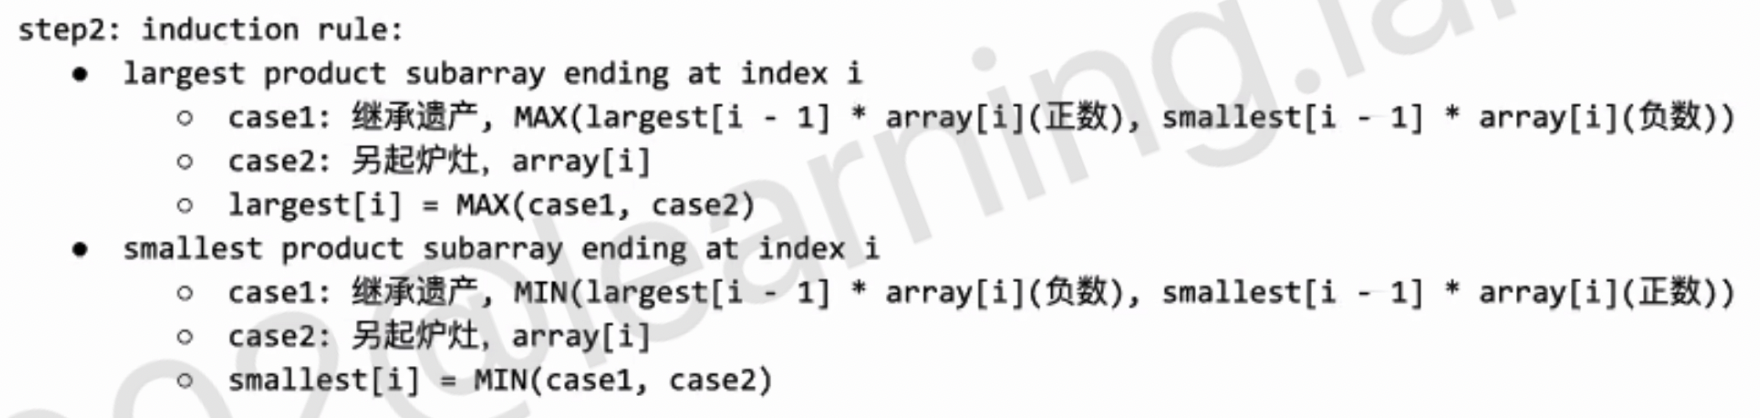 step2: induction rule:
● largest product subarray ending at index i
○ case1: 继承遗产, MAX(largest[i - 1] * array[i](正数), smallest[i - 1] * array[i](负数))
○ case2: 另起炉灶, array[i]
○ largest[i] = MAX(case1, case2)
● smallest product subarray ending at index i
○ case1: 继承遗产, MIN(largest[i - 1] * array[i](负数), smallest[i - 1] * array[i](正数))
○ case2: 另起炉灶, array[i]
○ smallest[i] = MIN(case1, case2)
02@learning.la